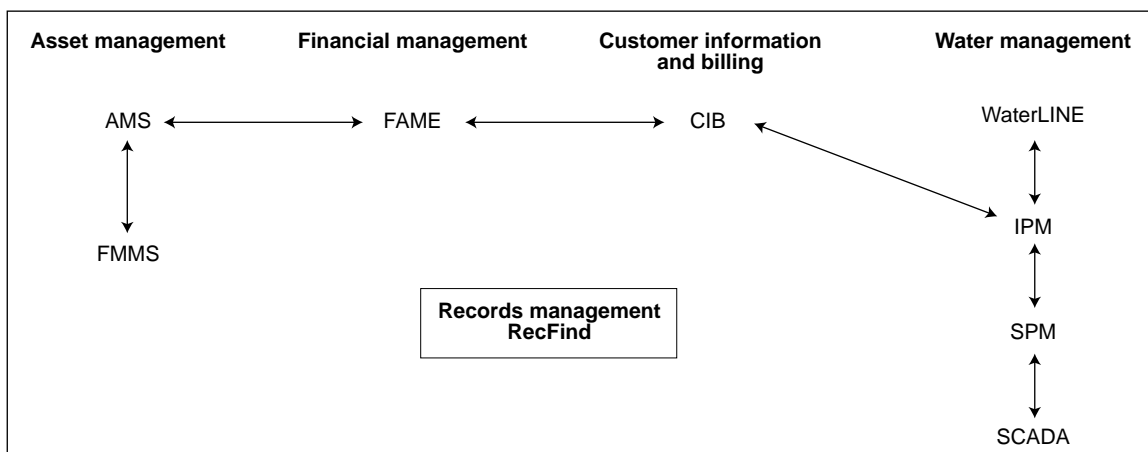 Asset management
Financial management
Customer information
and billing
Water management
AMS
FAME
CIB
WaterLINE
IPM
FMMS
Records management
RecFind
SPM
SCADA